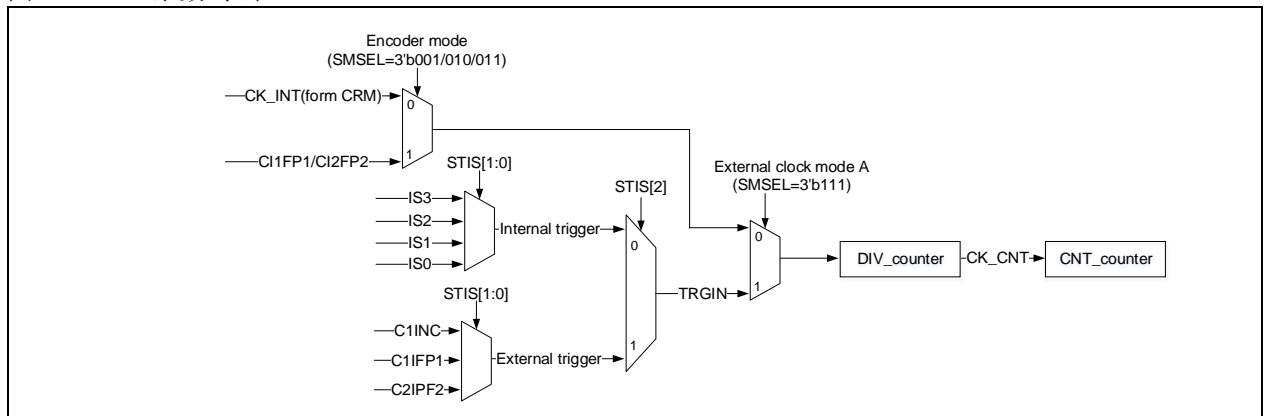 Encoder mode
(SMSEL=3'b001/010/011)
CK_INT(form CRM)
0
CI1FP1/CI2FP2
1
STIS[1:0]
IS3
IS2
IS1
IS0
Internal trigger
STIS[2]
0
1
External clock mode A
(SMSEL=3'b111)
0
1
TRGIN
DIV_counter
CK_CNT
CNT_counter
STIS[1:0]
C1INC
C1IFP1
C2IPF2
External trigger